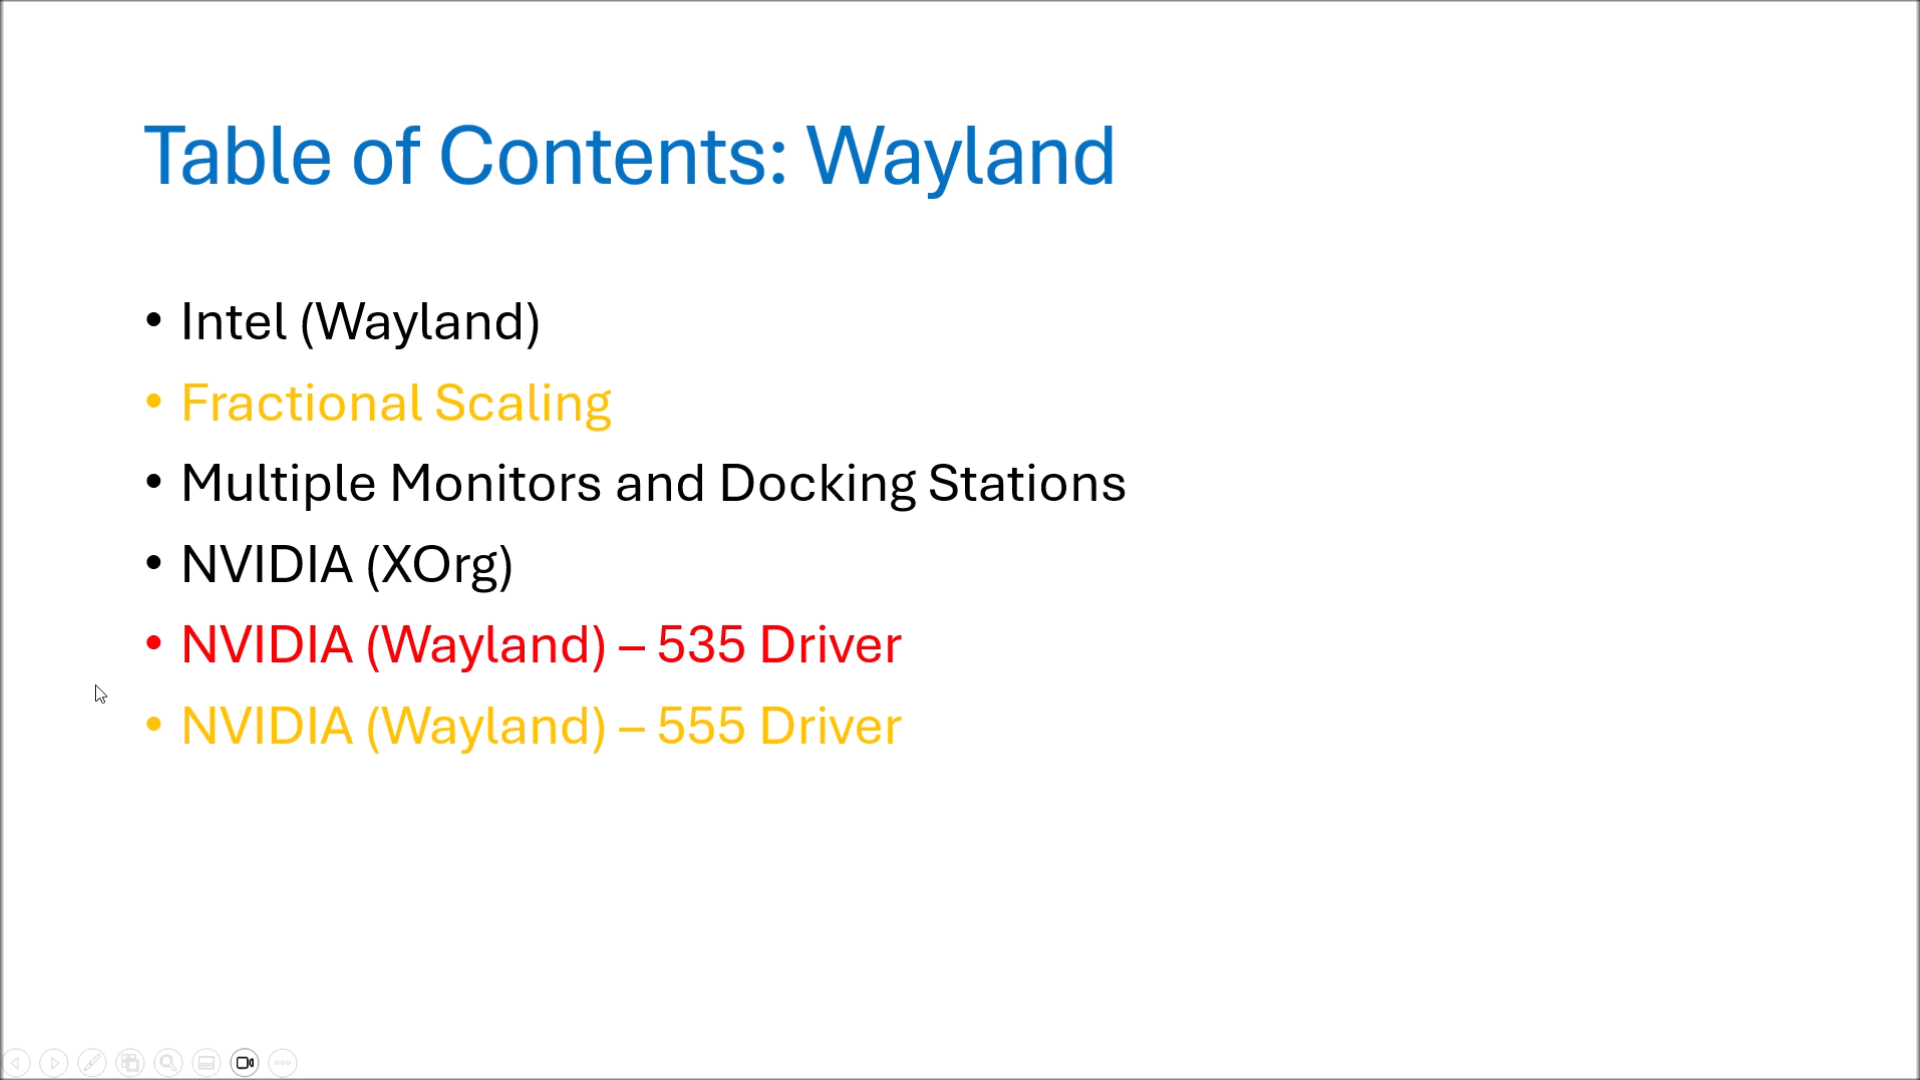 Table of Contents: Wayland
• Intel (Wayland)
• Fractional Scaling
• Multiple Monitors and Docking Stations
• NVIDIA (XOrg)
• NVIDIA (Wayland) – 535 Driver
• NVIDIA (Wayland) – 555 Driver